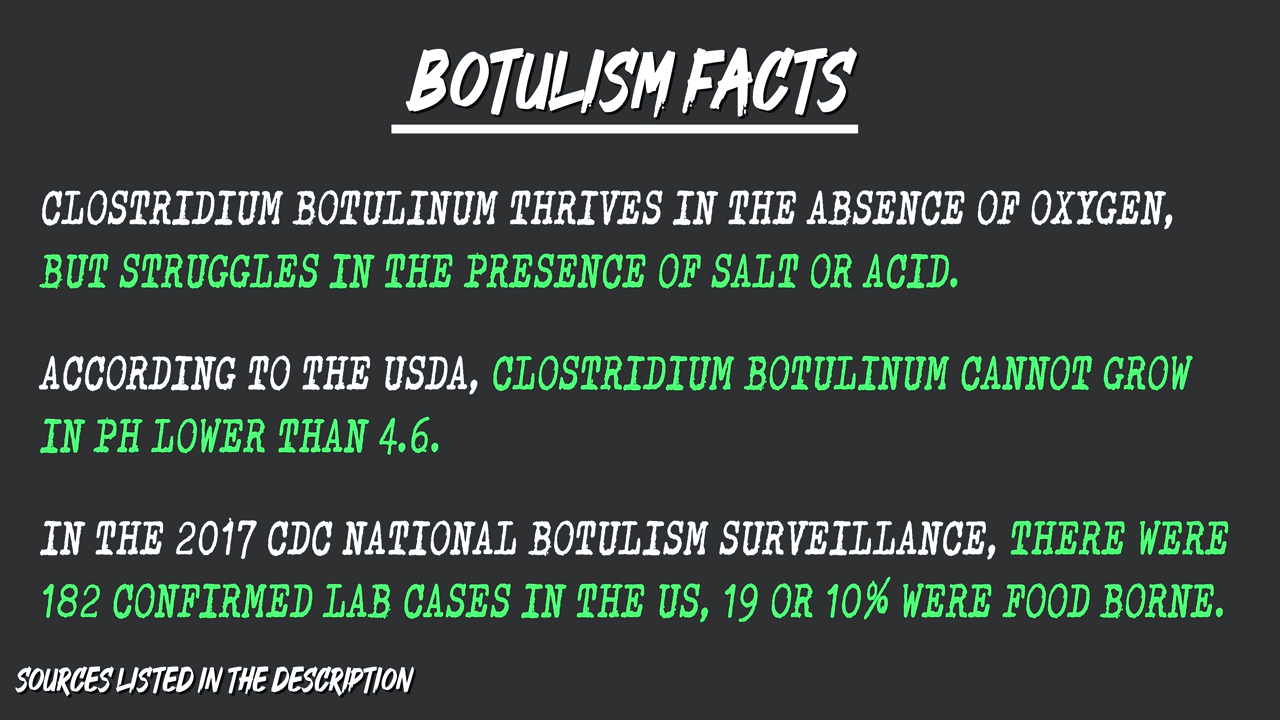 BOTULISM FACTS
CLOSTRIDIUM BOTULINUM THRIVES IN THE ABSENCE OF OXYGEN,
BUT STRUGGLES IN THE PRESENCE OF SALT OR ACID.
ACCORDING TO THE USDA, CLOSTRIDIUM BOTULINUM CANNOT GROW
IN PH LOWER THAN 4.6.
IN THE 2017 CDC NATIONAL BOTULISM SURVEILLANCE, THERE WERE
182 CONFIRMED LAB CASES IN THE US, 19 OR 10% WERE FOOD BORNE.
SOURCES LISTED IN THE DESCRIPTION